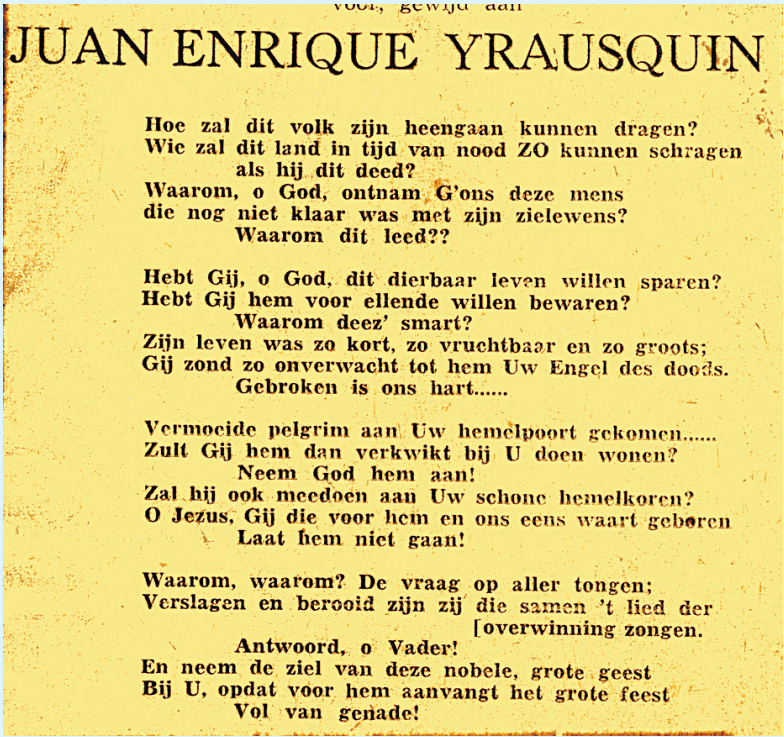 voor, gewijd aan
JUAN ENRIQUE YRAUSQUIN
Hoe zal dit volk zijn heengaan kunnen dragen?
Wie zal dit land in tijd van nood ZO kunnen schragen
als hij dit deed?
Waarom, o God, ontnam G'ons deze mens
die nog niet klaar was met zijn zielewens?
Waarom dit leed??
Hebt Gij, o God, dit dierbaar leven willen sparen?
Hebt Gij hem voor ellende willen bewaren?
Waarom deez' smart?
Zijn leven was zo kort, zo vruchtbaar en zo groots;
Gij zond zo onverwacht tot hem Uw Engel des doods.
Gebroken is ons hart......
Vermoeide pelgrim aan Uw hemelpoort gekomen......
Zult Gij hem dan verkwikt bij U doen wonen?
Neem God hem aan!
Zal hij ook meedoen aan Uw schone hemelkoren?
O Jezus, Gij die voor hem en ons eens waart geboren
Laat hem niet gaan!
Waarom, waarom? De vraag op aller tongen;
Verslagen en berooid zijn zij die samen 't lied der
[overwinning zongen.
Antwoord, o Vader!
En neem de ziel van deze nobele, grote geest
Bij U, opdat voor hem aanvangt het grote feest
Vol van genade!